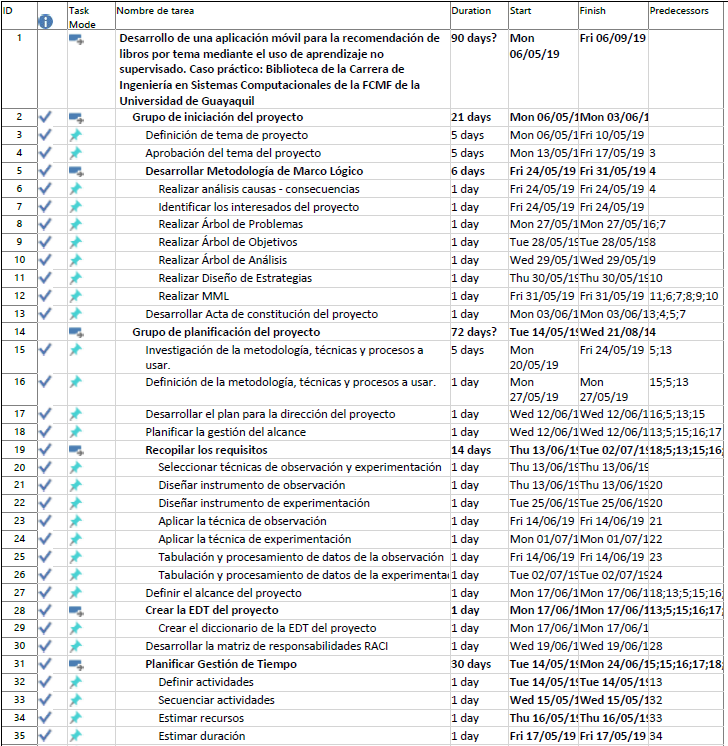 ID Task Mode Nombre de tarea Duration Start Finish Predecessors
1 Desarrollo de una aplicación móvil para la recomendación de 90 days? Mon Fri 06/09/19
libros por tema mediante el uso de aprendizaje no 06/05/19
supervisado. Caso práctico: Biblioteca de la Carrera de
Ingeniería en Sistemas Computacionales de la FCMF de la
Universidad de Guayaquil
2 Grupo de iniciación del proyecto 21 days Mon 06/05/1 Mon 03/06/1
3 Definición de tema de proyecto 5 days Mon 06/05/1 Fri 10/05/19
4 Aprobación del tema del proyecto 5 days Mon 13/05/1 Fri 17/05/19 3
5 Desarrollar Metodología de Marco Lógico 6 days Fri 24/05/19 Fri 31/05/19 4
6 Realizar análisis causas - consecuencias 1 day Fri 24/05/19 Fri 24/05/19 4
7 Identificar los interesados del proyecto 1 day Fri 24/05/19 Fri 24/05/19
8 Realizar Árbol de Problemas 1 day Mon 27/05/1 Mon 27/05/1 6;7
9 Realizar Árbol de Objetivos 1 day Tue 28/05/19 Tue 28/05/19 8
10 Realizar Árbol de Análisis 1 day Wed 29/05/1 Wed 29/05/1 9
11 Realizar Diseño de Estrategias 1 day Thu 30/05/19 Thu 30/05/19 10
12 Realizar MML 1 day Fri 31/05/19 Fri 31/05/19 11;6;7;8;9;10
13 Desarrollar Acta de constitución del proyecto 1 day Mon 03/06/1 Mon 03/06/1 3;4;5;7
14 Grupo de planificación del proyecto 72 days? Tue 14/05/19 Wed 21/08/1 4
15 Investigación de la metodología, técnicas y procesos a 5 days Mon Fri 24/05/19 5;13
usar. 20/05/19
16 Definición de la metodología, técnicas y procesos a usar. 1 day Mon Mon 15;5;13
27/05/19 27/05/19
17 Desarrollar el plan para la dirección del proyecto 1 day Wed 12/06/1 Wed 12/06/1 16;5;13;15
18 Planificar la gestión del alcance 1 day Wed 12/06/1 Wed 12/06/1 13;5;15;16;17
19 Recopilar los requisitos 14 days Thu 13/06/19 Tue 02/07/19 18;5;13;15;16;
20 Seleccionar técnicas de observación y experimentación 1 day Thu 13/06/19 Thu 13/06/19
21 Diseñar instrumento de observación 1 day Thu 13/06/19 Thu 13/06/19 20
22 Diseñar instrumento de experimentación 1 day Tue 25/06/19 Tue 25/06/19 20
23 Aplicar la técnica de observación 1 day Fri 14/06/19 Fri 14/06/19 21
24 Aplicar la técnica de experimentación 1 day Mon 01/07/1 Mon 01/07/1 22
25 Tabulación y procesamiento de datos de la observación 1 day Fri 14/06/19 Fri 14/06/19 23
26 Tabulación y procesamiento de datos de la experimenta 1 day Tue 02/07/19 Tue 02/07/19 24
27 Definir el alcance del proyecto 1 day Mon 17/06/1 Mon 17/06/1 18;13;5;15;16;
28 Crear la EDT del proyecto 1 day Mon 17/06/1 Mon 17/06/1 13;5;15;16;17;
29 Crear el diccionario de la EDT del proyecto 1 day Mon 17/06/1 Mon 17/06/1
30 Desarrollar la matriz de responsabilidades RACI 1 day Wed 19/06/1 Wed 19/06/1 28
31 Planificar Gestión de Tiempo 30 days Tue 14/05/19 Mon 24/06/1 5;15;16;17;18;
32 Definir actividades 1 day Tue 14/05/19 Tue 14/05/19 13
33 Secuenciar actividades 1 day Wed 15/05/1 Wed 15/05/1 32
34 Estimar recursos 1 day Thu 16/05/19 Thu 16/05/19 33
35 Estimar duración 1 day Fri 17/05/19 Fri 17/05/19 34